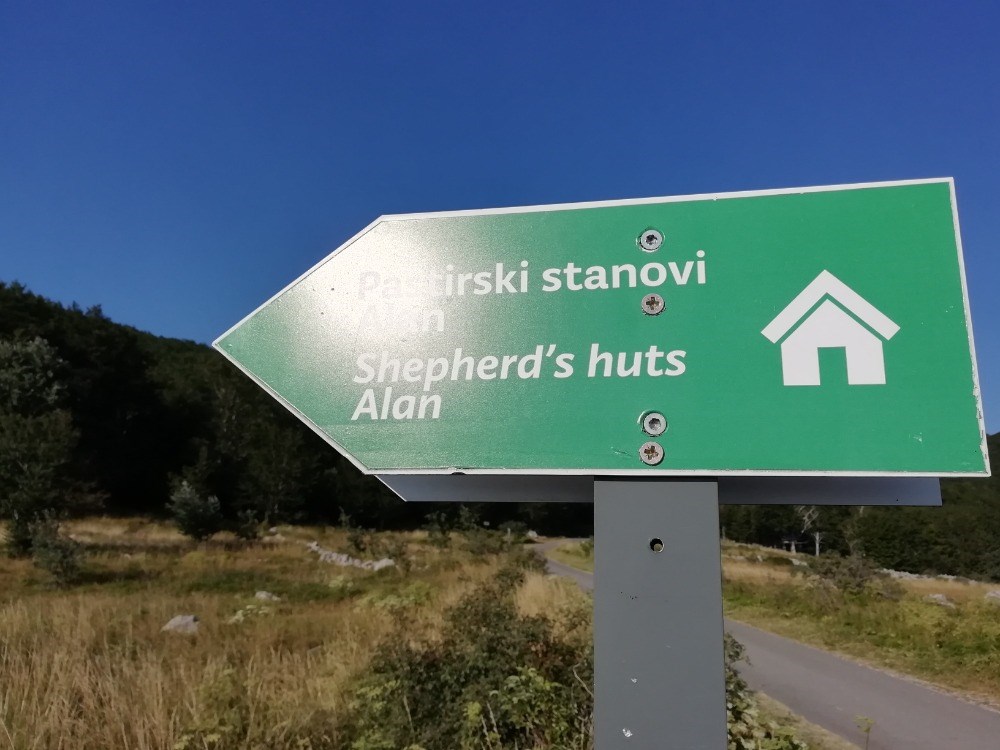 Pastirski stanovi
Alan
Shepherd's huts
Alan